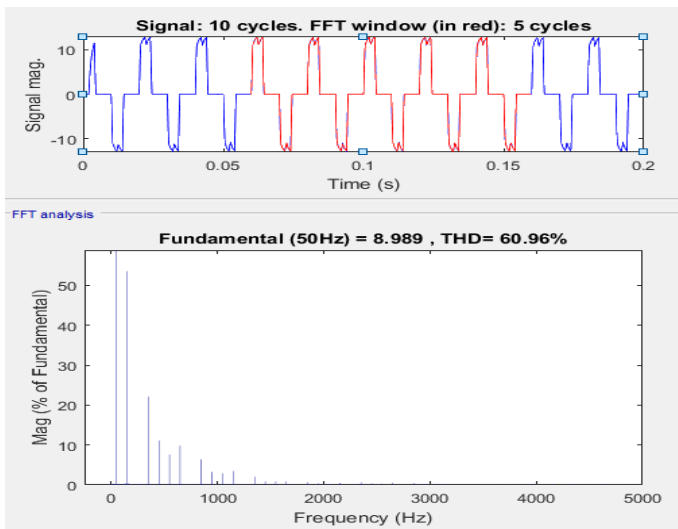 Signal: 10 cycles. FFT window (in red): 5 cycles
Signal mag.
10
0
-10
0
0.05
0.1
0.15
0.2
Time (s)
FFT analysis
Fundamental (50Hz) = 8.989 , THD= 60.96%
Mag (% of Fundamental)
50
40
30
20
10
0
0
1000
2000
3000
4000
5000
Frequency (Hz)